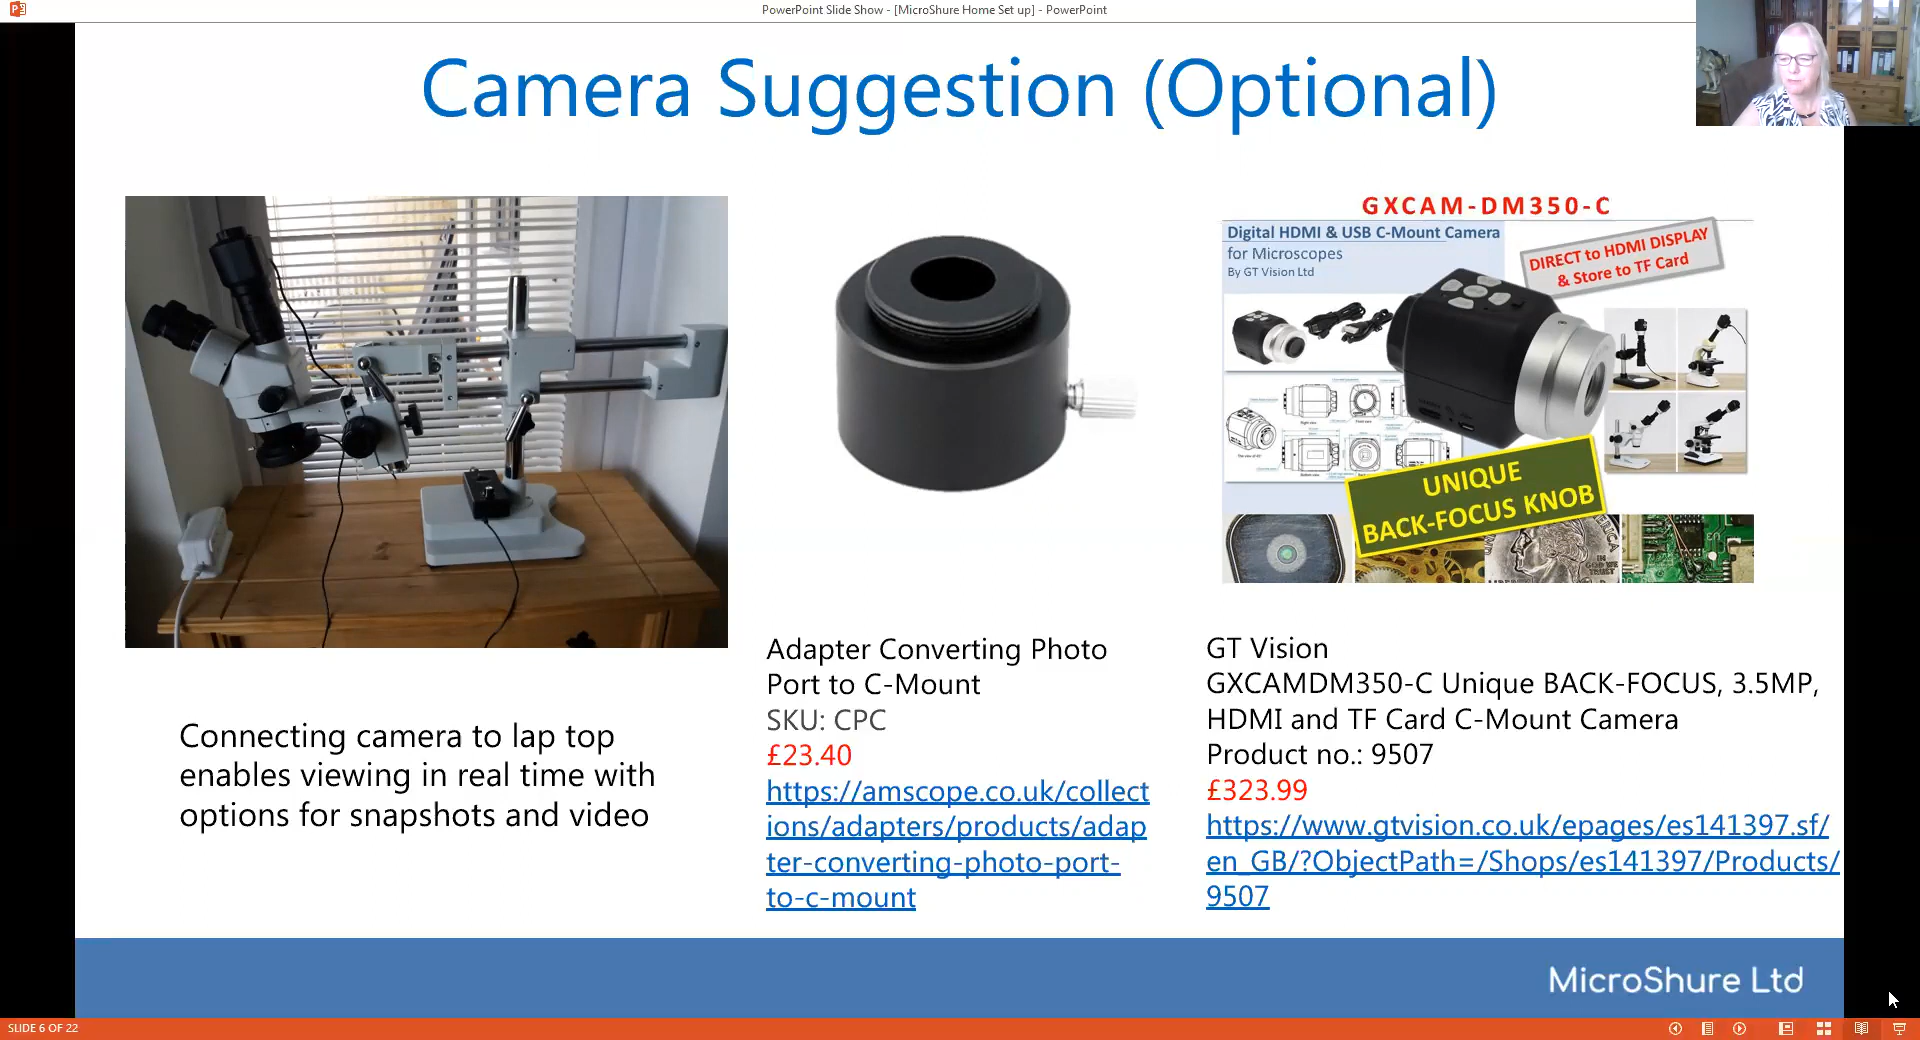 PowerPoint Slide Show - [MicroShure Home Set up] - PowerPoint
Camera Suggestion (Optional)
GXCAM-DM350-C
Digital HDMI & USB C-Mount Camera
for Microscopes
By GT Vision Ltd
DIRECT to HDMI DISPLAY
& Store to TF Card
UNIQUE
BACK-FOCUS KNOB
Connecting camera to lap top
enables viewing in real time with
options for snapshots and video
Adapter Converting Photo
Port to C-Mount
SKU: CPC
£23.40
https://amscope.co.uk/collect
ions/adapters/products/adap
ter-converting-photo-port-
to-c-mount
GT Vision
GXCAMDM350-C Unique BACK-FOCUS, 3.5MP,
HDMI and TF Card C-Mount Camera
Product no.: 9507
£323.99
https://www.gtvision.co.uk/epages/es141397.sf/
en_GB/?ObjectPath=/Shops/es141397/Products/
9507
MicroShure Ltd
SLIDE 6 OF 22